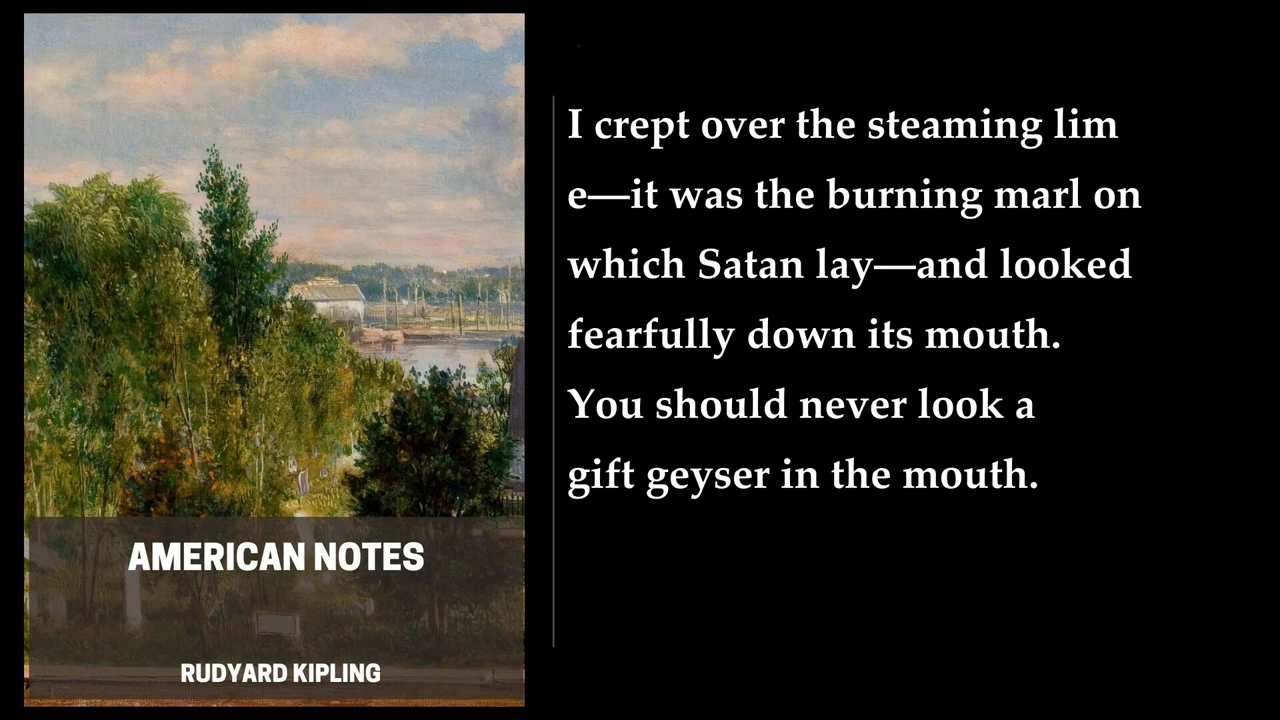 I crept over the steaming lim
e—it was the burning marl on
which Satan lay—and looked
fearfully down its mouth.
You should never look a
gift geyser in the mouth.
AMERICAN NOTES
RUDYARD KIPLING